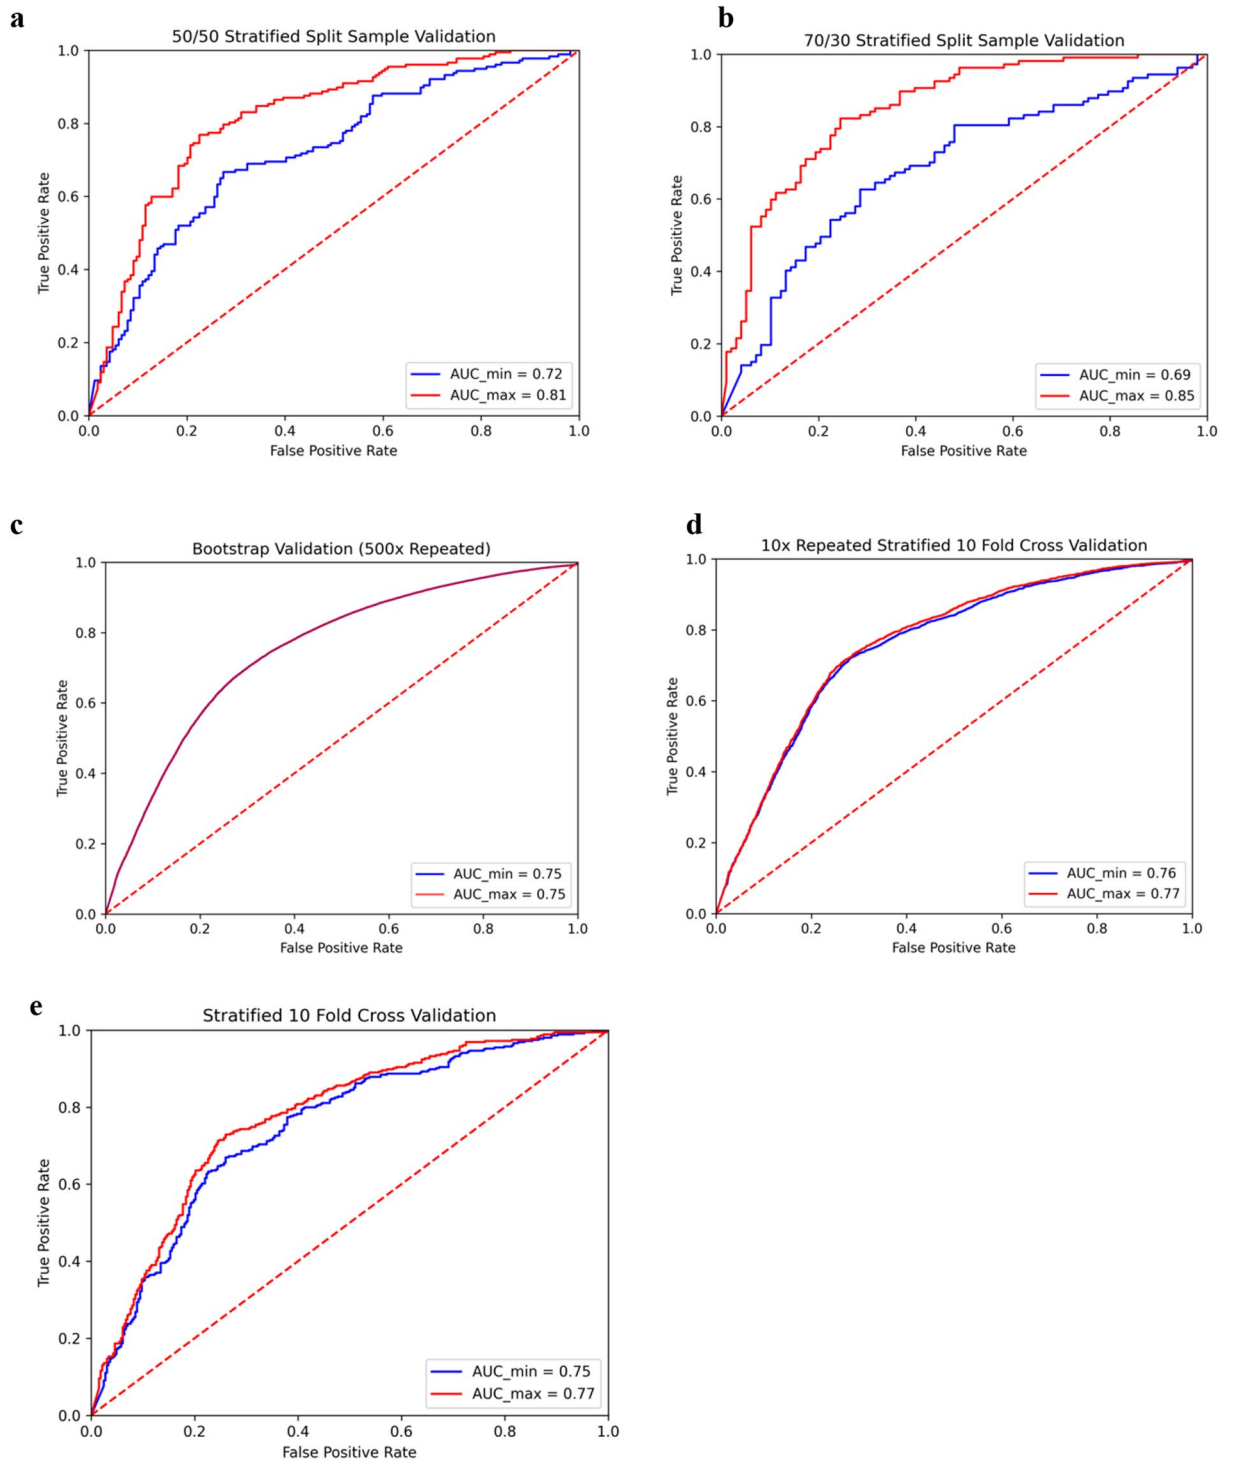 a
50/50 Stratified Split Sample Validation
1.0
0.8
0.6
0.4
0.2
0.0
True Positive Rate
0.0 0.2 0.4 0.6 0.8 1.0
False Positive Rate
AUC_min = 0.72
AUC_max = 0.81
b
70/30 Stratified Split Sample Validation
1.0
0.8
0.6
0.4
0.2
0.0
True Positive Rate
0.0 0.2 0.4 0.6 0.8 1.0
False Positive Rate
AUC_min = 0.69
AUC_max = 0.85
c
Bootstrap Validation (500x Repeated)
1.0
0.8
0.6
0.4
0.2
0.0
True Positive Rate
0.0 0.2 0.4 0.6 0.8 1.0
False Positive Rate
AUC_min = 0.75
AUC_max = 0.75
d
10x Repeated Stratified 10 Fold Cross Validation
1.0
0.8
0.6
0.4
0.2
0.0
True Positive Rate
0.0 0.2 0.4 0.6 0.8 1.0
False Positive Rate
AUC_min = 0.76
AUC_max = 0.77
e
Stratified 10 Fold Cross Validation
1.0
0.8
0.6
0.4
0.2
0.0
True Positive Rate
0.0 0.2 0.4 0.6 0.8 1.0
False Positive Rate
AUC_min = 0.75
AUC_max = 0.77